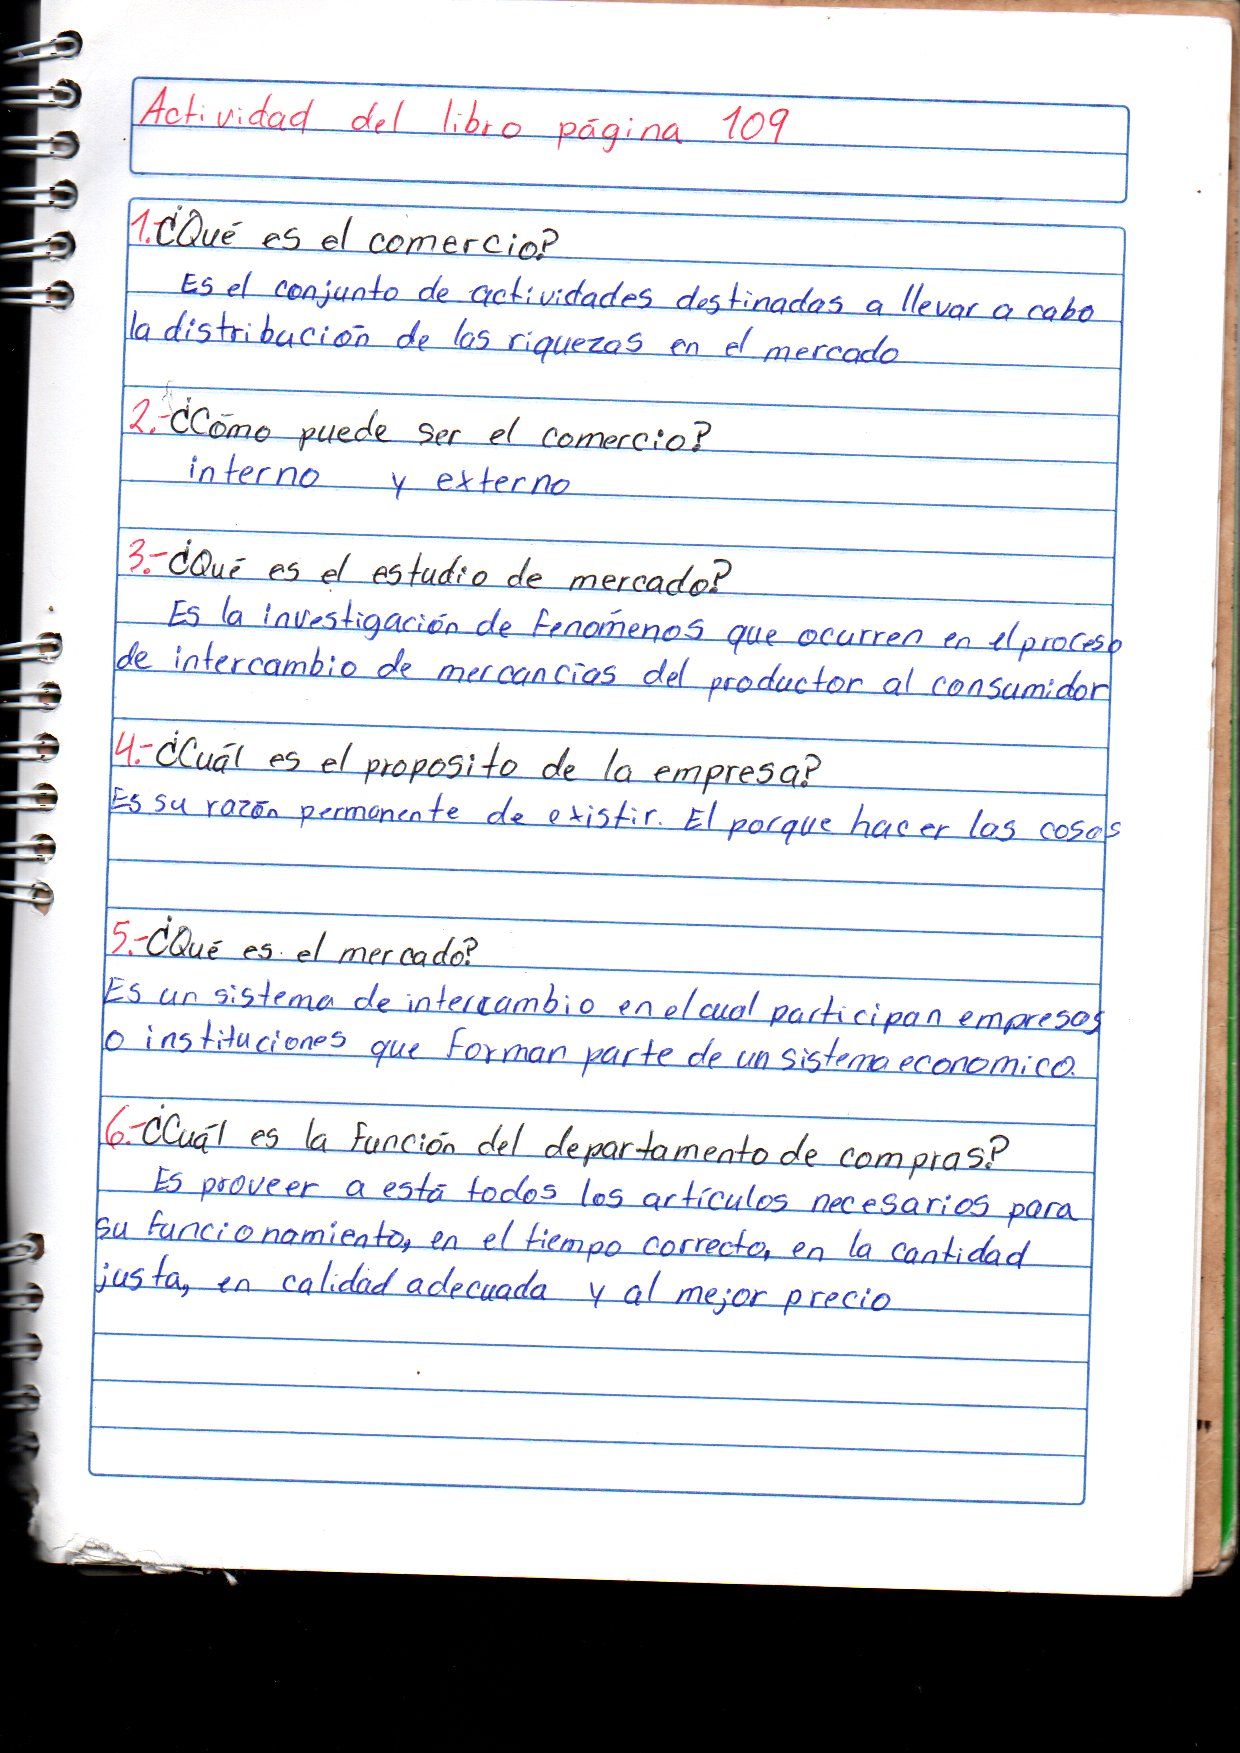 Actividad del libro página 109
1.-¿Qué es el comercio?
Es el conjunto de actividades destinadas a llevar a cabo
la distribución de las riquezas en el mercado
2.-¿Cómo puede ser el comercio?
interno y externo
3.-¿Qué es el estudio de mercado?
Es la investigación de fenómenos que ocurren en el proceso
de intercambio de mercancías del productor al consumidor
4.-¿Cuál es el proposito de la empresa?
Es su razón permanente de existir. El porque hacer las cosas
5.-¿Qué es el mercado?
Es un sistema de intercambio en el cual participan empresas
o instituciones que forman parte de un sistema economico.
6.-¿Cuál es la función del departamento de compras?
Es proveer a está todos los artículos necesarios para
su funcionamiento, en el tiempo correcto, en la cantidad
justa, en calidad adecuada y al mejor precio